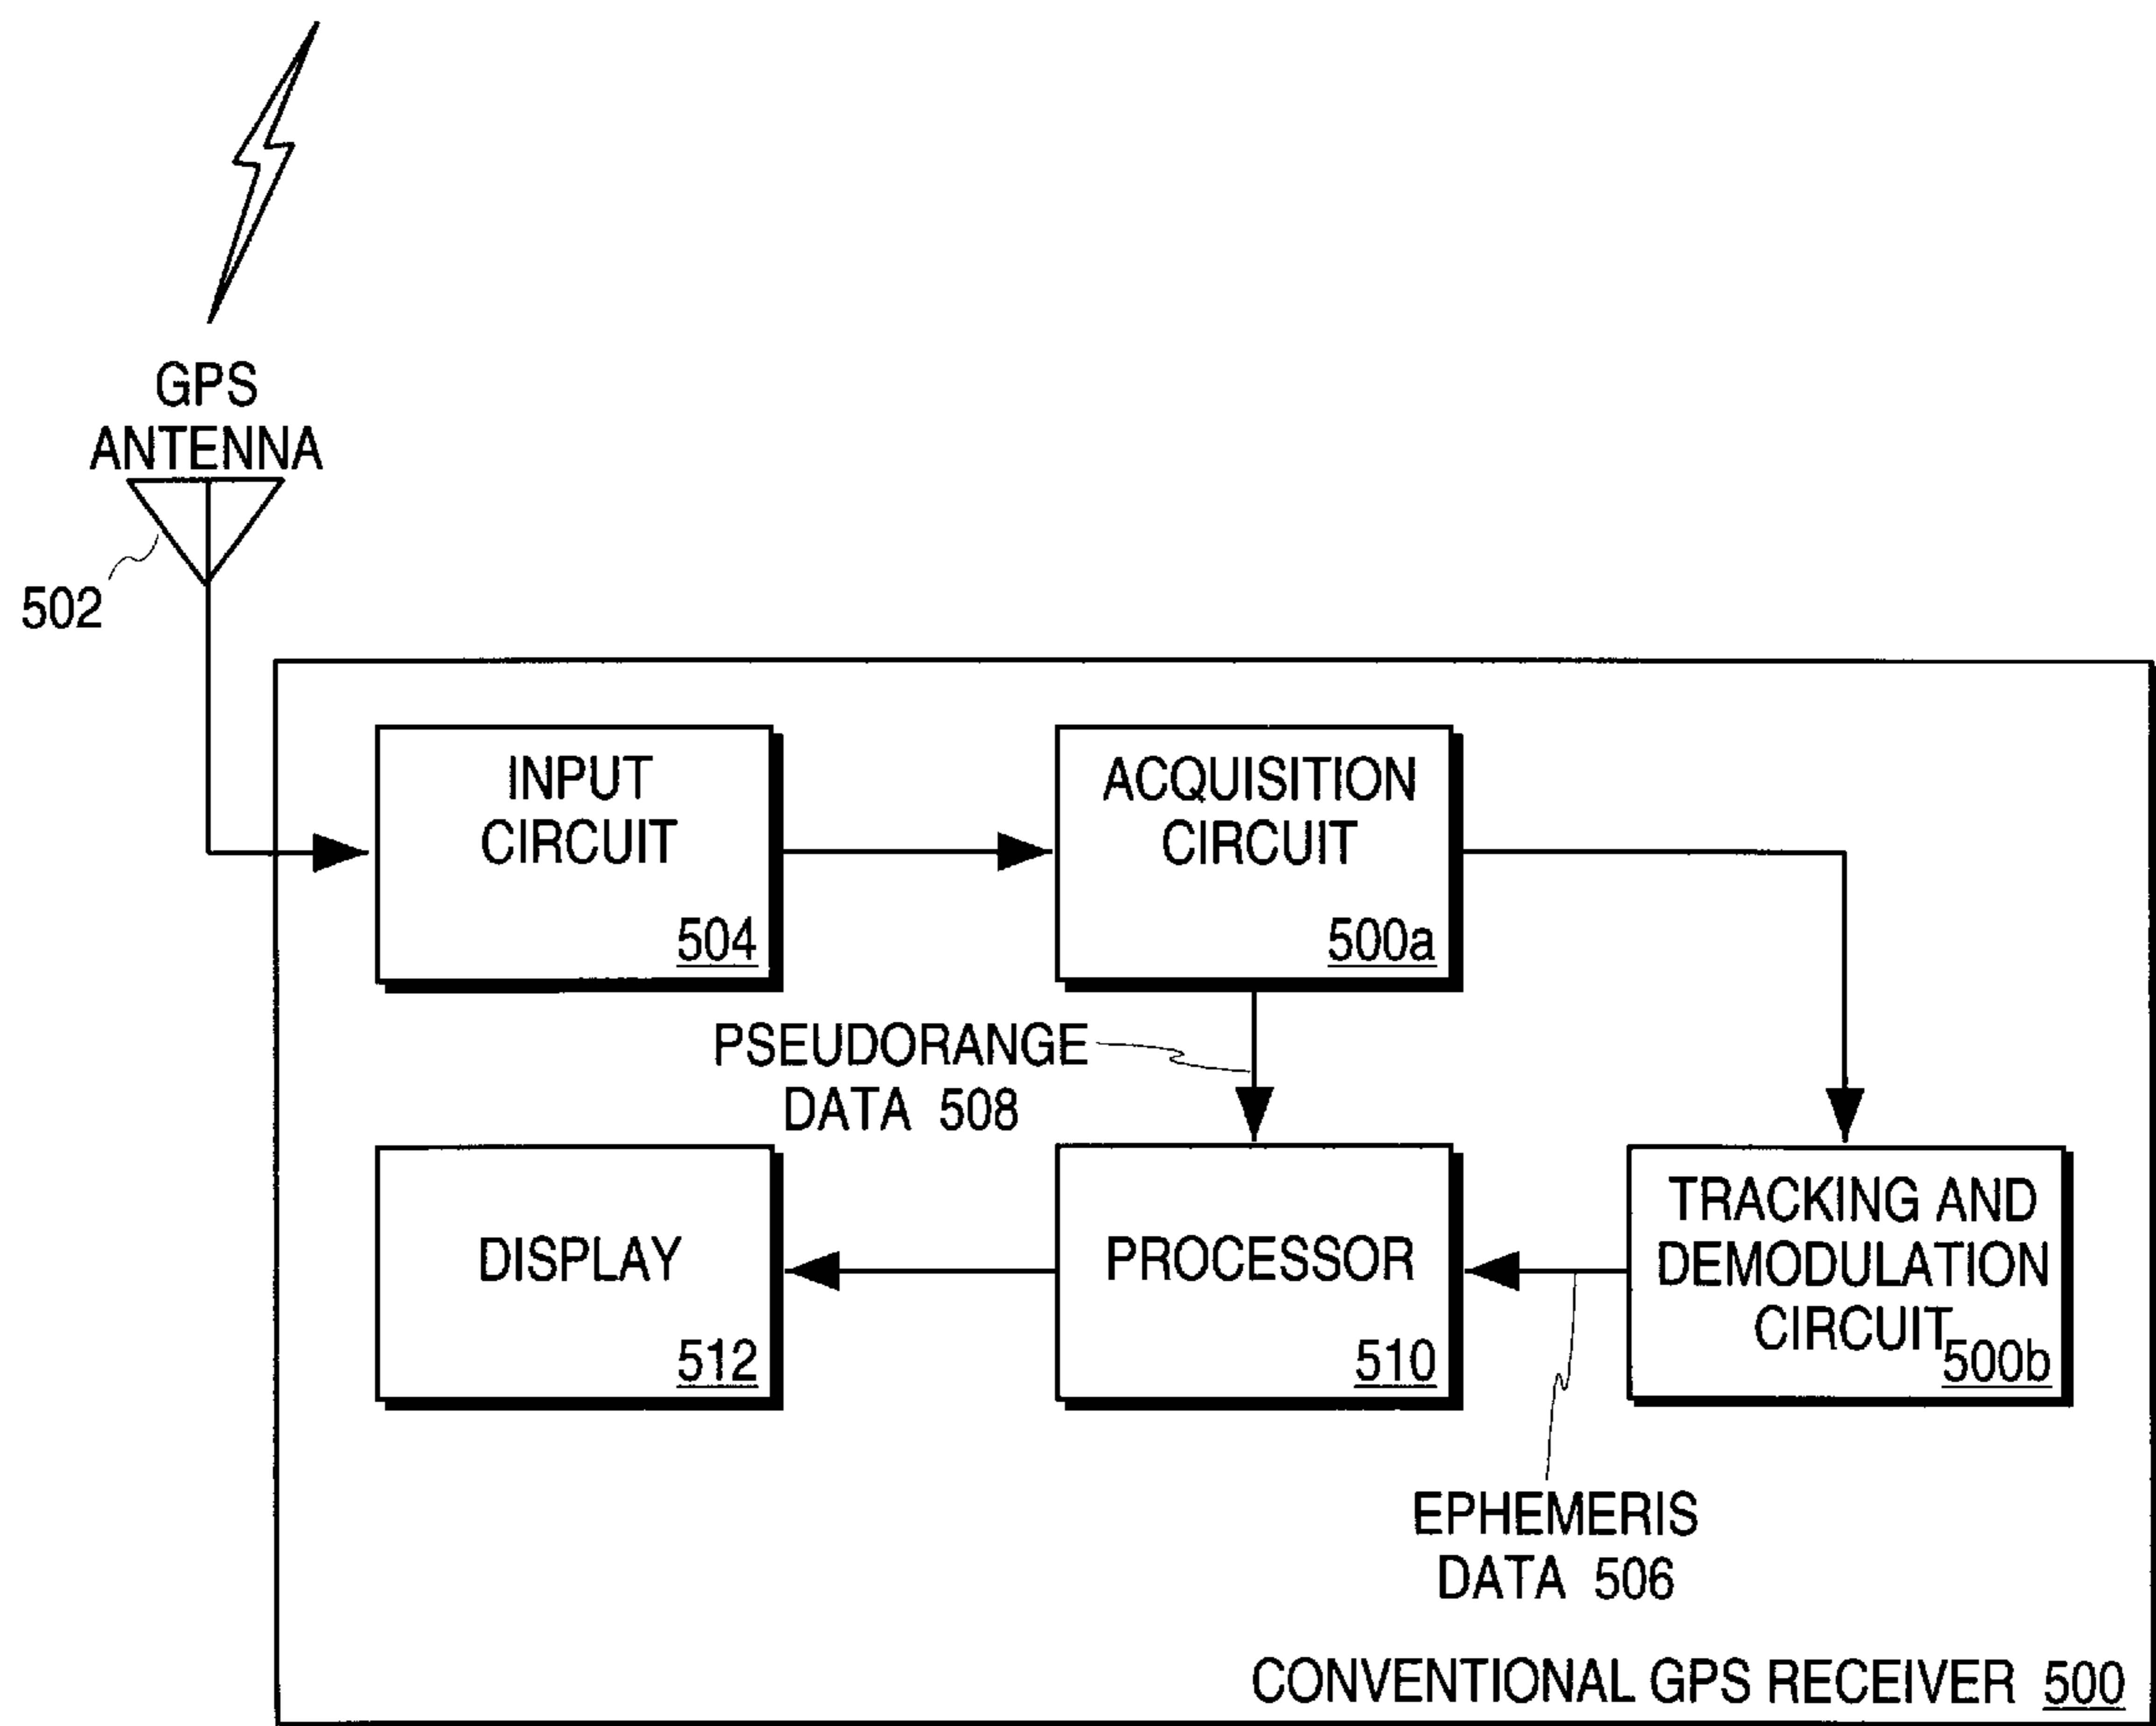 GPS
ANTENNA
502
INPUT
CIRCUIT
504
ACQUISITION
CIRCUIT
500a
PSEUDORANGE
DATA 508
DISPLAY
512
PROCESSOR
510
TRACKING AND
DEMODULATION
CIRCUIT
500b
EPHEMERIS
DATA 506
CONVENTIONAL GPS RECEIVER 500